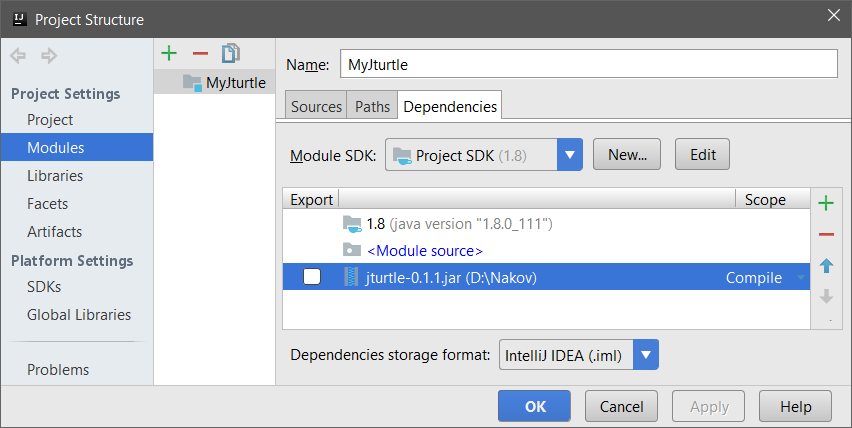 IJ Project Structure
Project Settings
Project
Modules
Libraries
Facets
Artifacts
Platform Settings
SDKs
Global Libraries
Problems
MyJturtle
Name: MyJturtle
Sources Paths Dependencies
Module SDK: Project SDK (1.8) New... Edit
Export Scope
1.8 (java version "1.8.0_111")
<Module source>
jturtle-0.1.1.jar (D:\Nakov) Compile
Dependencies storage format: IntelliJ IDEA (.iml)
OK Cancel Apply Help